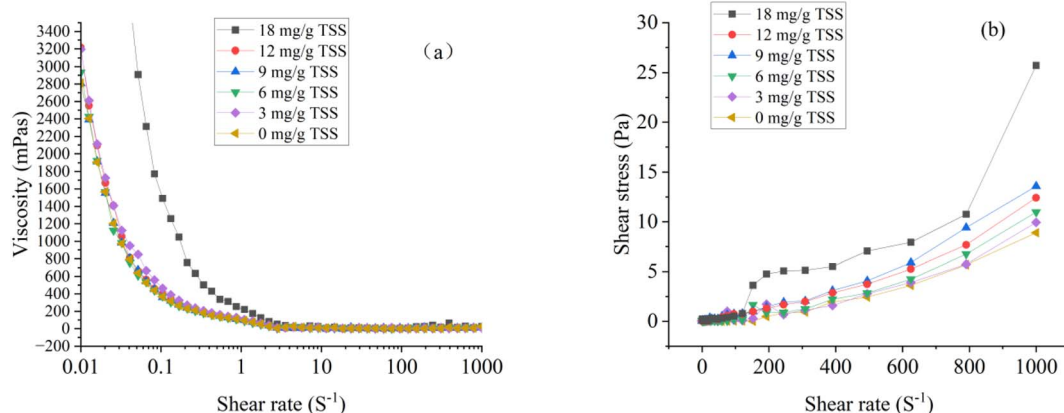 3400
3200
3000
2800
2600
2400
2200
2000
1800
1600
1400
1200
1000
800
600
400
200
0
−200
Viscosity (mPas)
0.01
0.1
1
10
100
1000
Shear rate (S⁻¹)
18 mg/g TSS
12 mg/g TSS
9 mg/g TSS
6 mg/g TSS
3 mg/g TSS
0 mg/g TSS
（a）
30
25
20
15
10
5
0
Shear stress (Pa)
0
200
400
600
800
1000
Shear rate (S⁻¹)
18 mg/g TSS
12 mg/g TSS
9 mg/g TSS
6 mg/g TSS
3 mg/g TSS
0 mg/g TSS
(b)